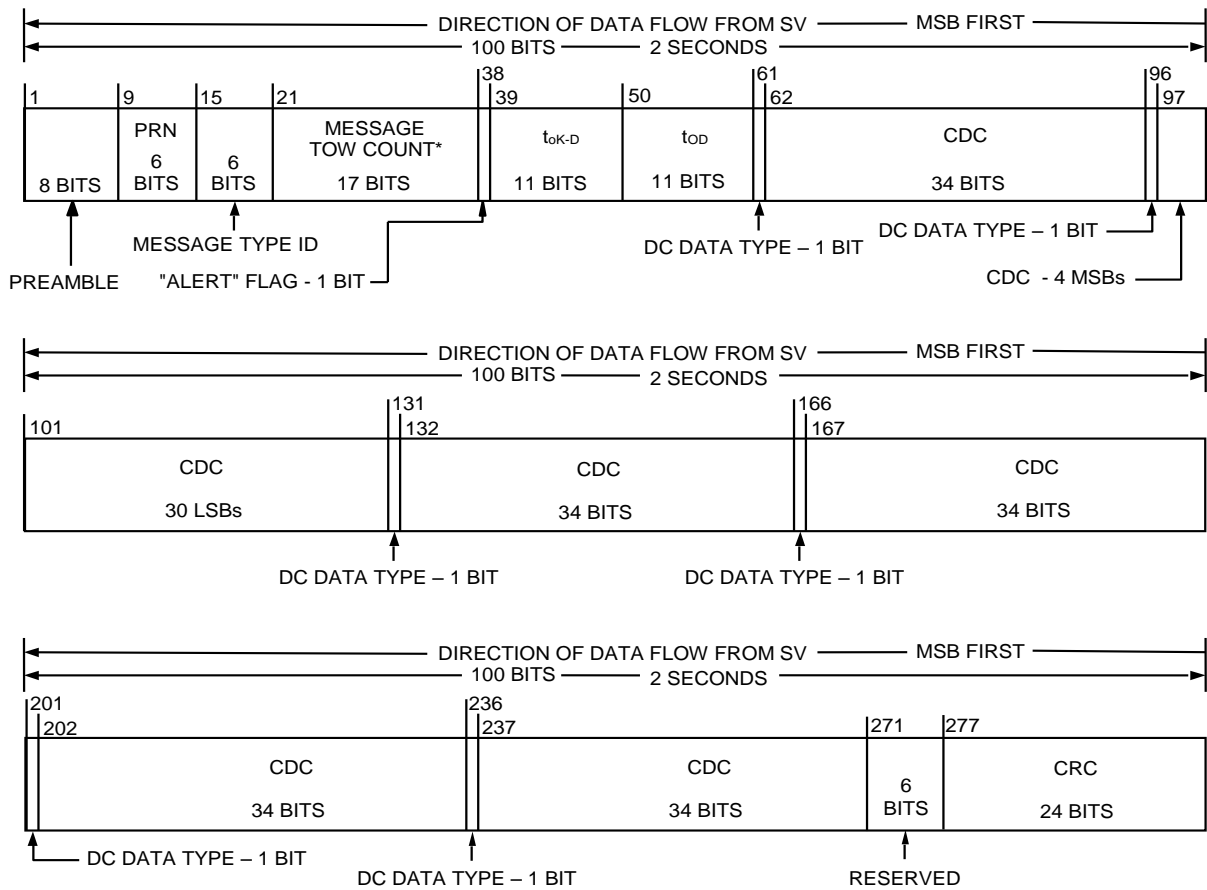 DIRECTION OF DATA FLOW FROM SV MSB FIRST
100 BITS 2 SECONDS
1 9 15 21 38 39 50 61 62 96 97
8 BITS
PRN
6
BITS
6
BITS
MESSAGE
TOW COUNT*
17 BITS
toK-D
11 BITS
tOD
11 BITS
CDC
34 BITS
PREAMBLE
MESSAGE TYPE ID
"ALERT" FLAG - 1 BIT
DC DATA TYPE – 1 BIT
DC DATA TYPE – 1 BIT
CDC - 4 MSBs
DIRECTION OF DATA FLOW FROM SV MSB FIRST
100 BITS 2 SECONDS
101 131 132 166 167
CDC
30 LSBs
CDC
34 BITS
CDC
34 BITS
DC DATA TYPE – 1 BIT
DC DATA TYPE – 1 BIT
DIRECTION OF DATA FLOW FROM SV MSB FIRST
100 BITS 2 SECONDS
201 202 236 237 271 277
CDC
34 BITS
CDC
34 BITS
6
BITS
CRC
24 BITS
DC DATA TYPE – 1 BIT
DC DATA TYPE – 1 BIT
RESERVED